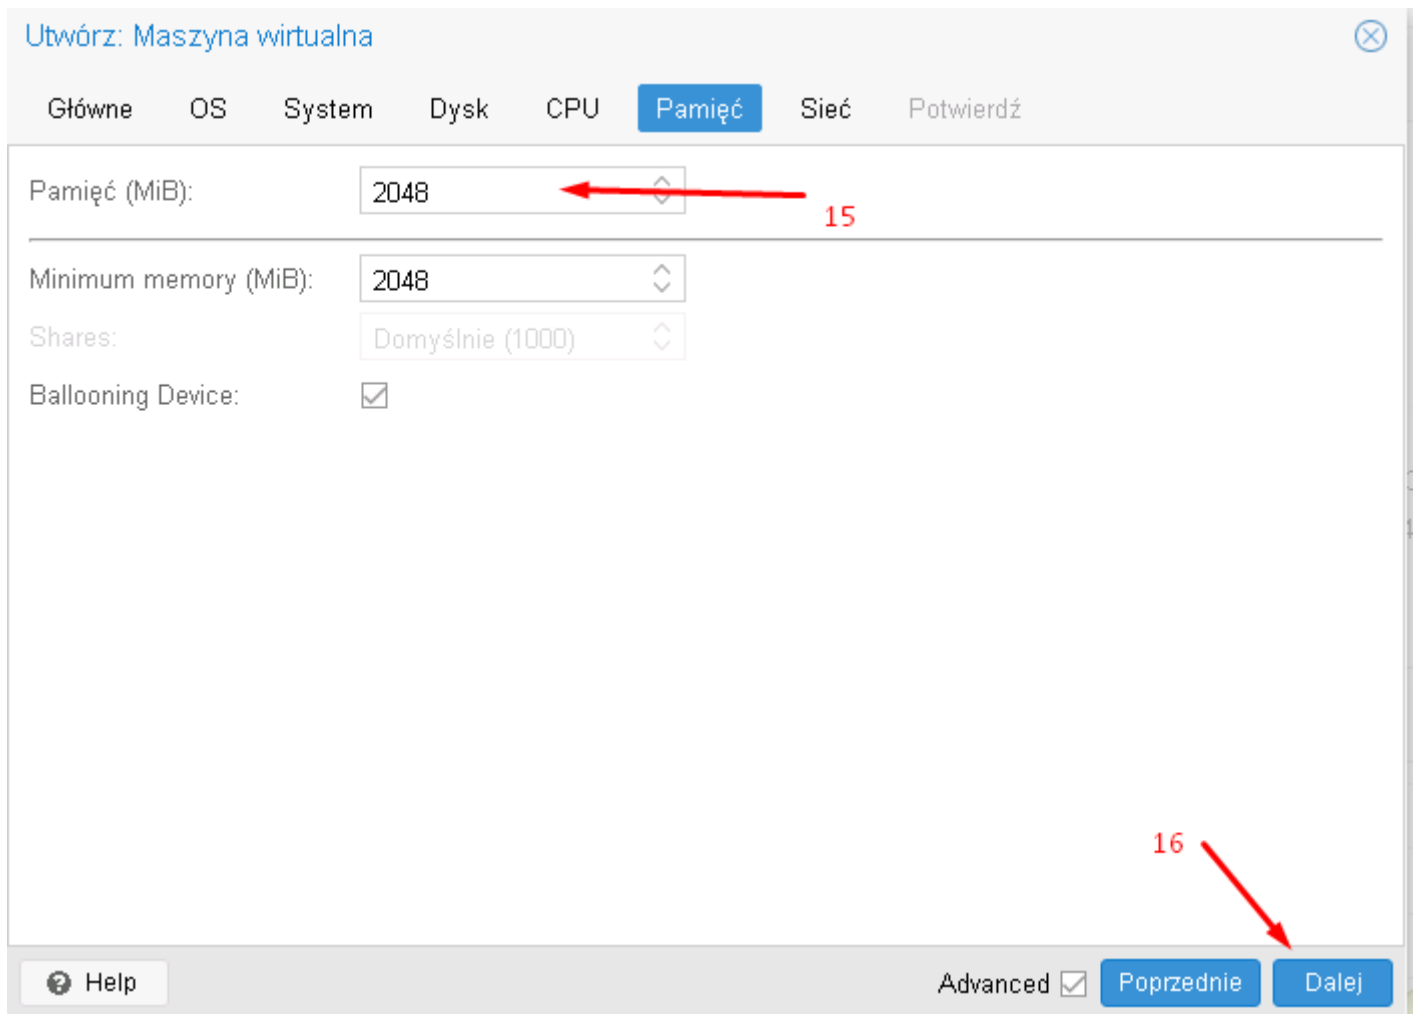 Utwórz: Maszyna wirtualna
Główne OS System Dysk CPU Pamięć Sieć Potwierdź
Pamięć (MiB): 2048
15
Minimum memory (MiB): 2048
Shares: Domyślnie (1000)
Ballooning Device:
16
Help Advanced Poprzednie Dalej